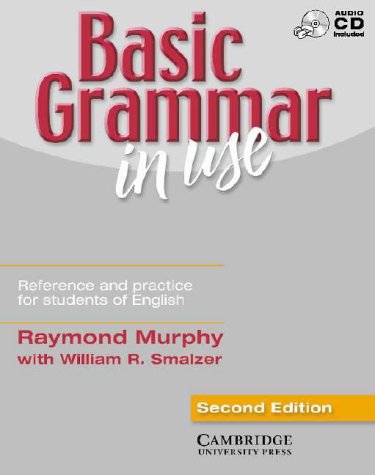 AUDIO
CD
Included
Basic
Grammar
in use
Reference and practice
for students of English
Raymond Murphy
with William R. Smalzer
Second Edition
CAMBRIDGE
UNIVERSITY PRESS